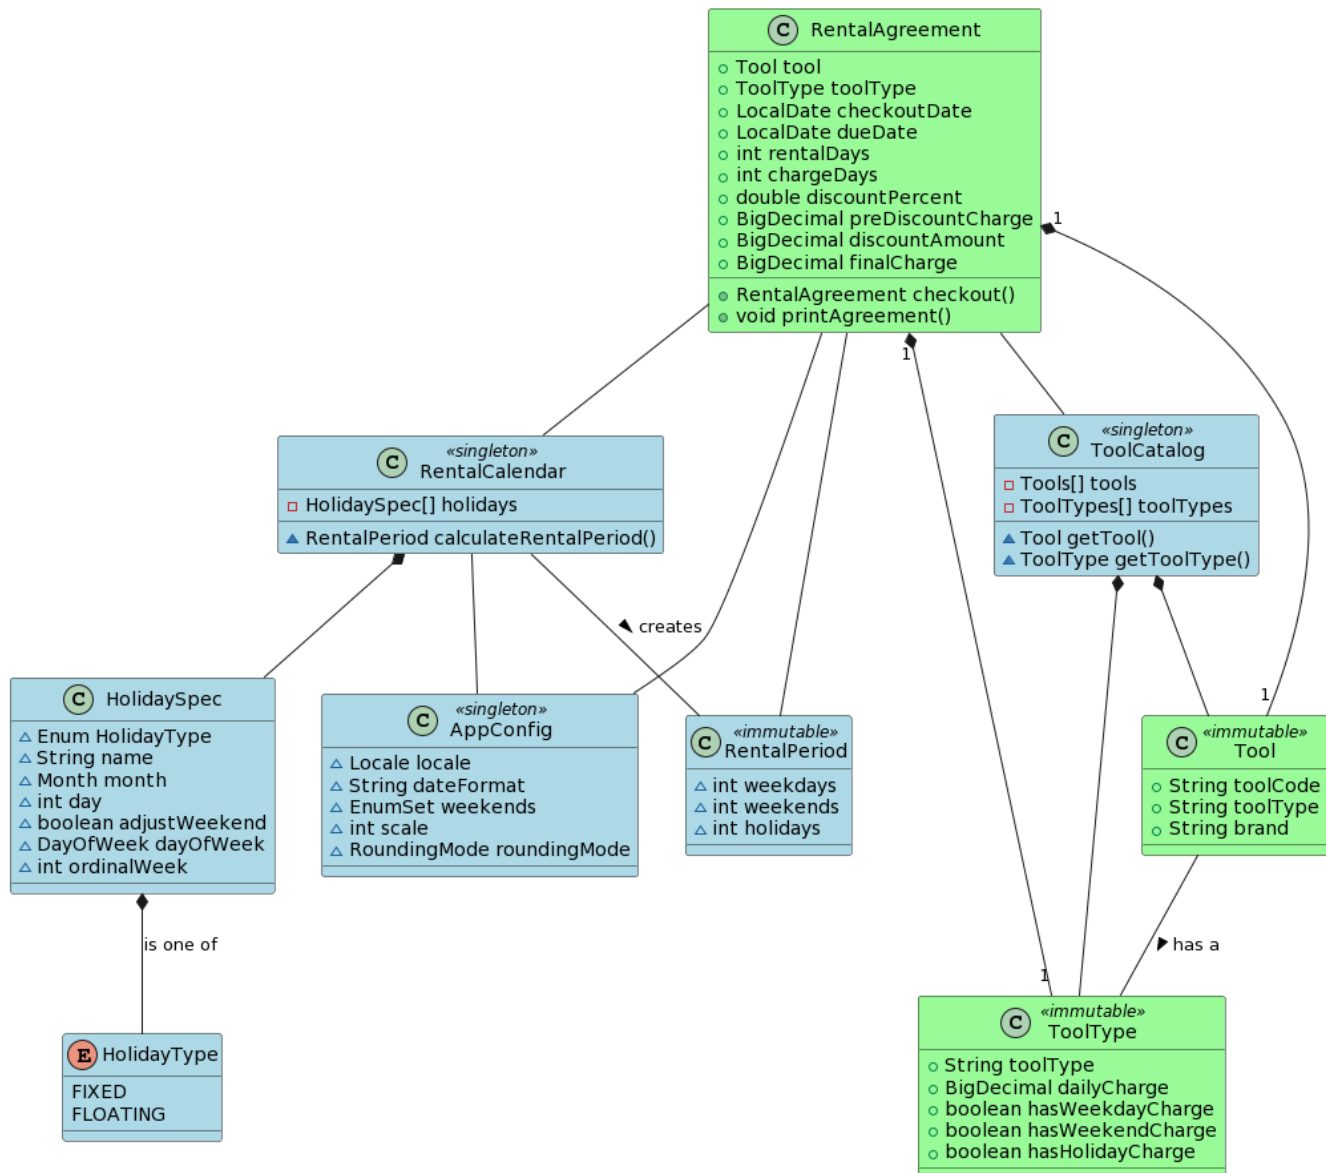 C RentalAgreement
Tool tool
ToolType toolType
LocalDate checkoutDate
LocalDate dueDate
int rentalDays
int chargeDays
double discountPercent
BigDecimal preDiscountCharge
BigDecimal discountAmount
BigDecimal finalCharge
RentalAgreement checkout()
void printAgreement()
1
1
«singleton»
C RentalCalendar
HolidaySpec[] holidays
RentalPeriod calculateRentalPeriod()
«singleton»
C ToolCatalog
Tools[] tools
ToolTypes[] toolTypes
Tool getTool()
ToolType getToolType()
creates
C HolidaySpec
Enum HolidayType
String name
Month month
int day
boolean adjustWeekend
DayOfWeek dayOfWeek
int ordinalWeek
«singleton»
C AppConfig
Locale locale
String dateFormat
EnumSet weekends
int scale
RoundingMode roundingMode
«immutable»
C RentalPeriod
int weekdays
int weekends
int holidays
1
«immutable»
C Tool
String toolCode
String toolType
String brand
is one of
has a
1
E HolidayType
FIXED
FLOATING
«immutable»
C ToolType
String toolType
BigDecimal dailyCharge
boolean hasWeekdayCharge
boolean hasWeekendCharge
boolean hasHolidayCharge